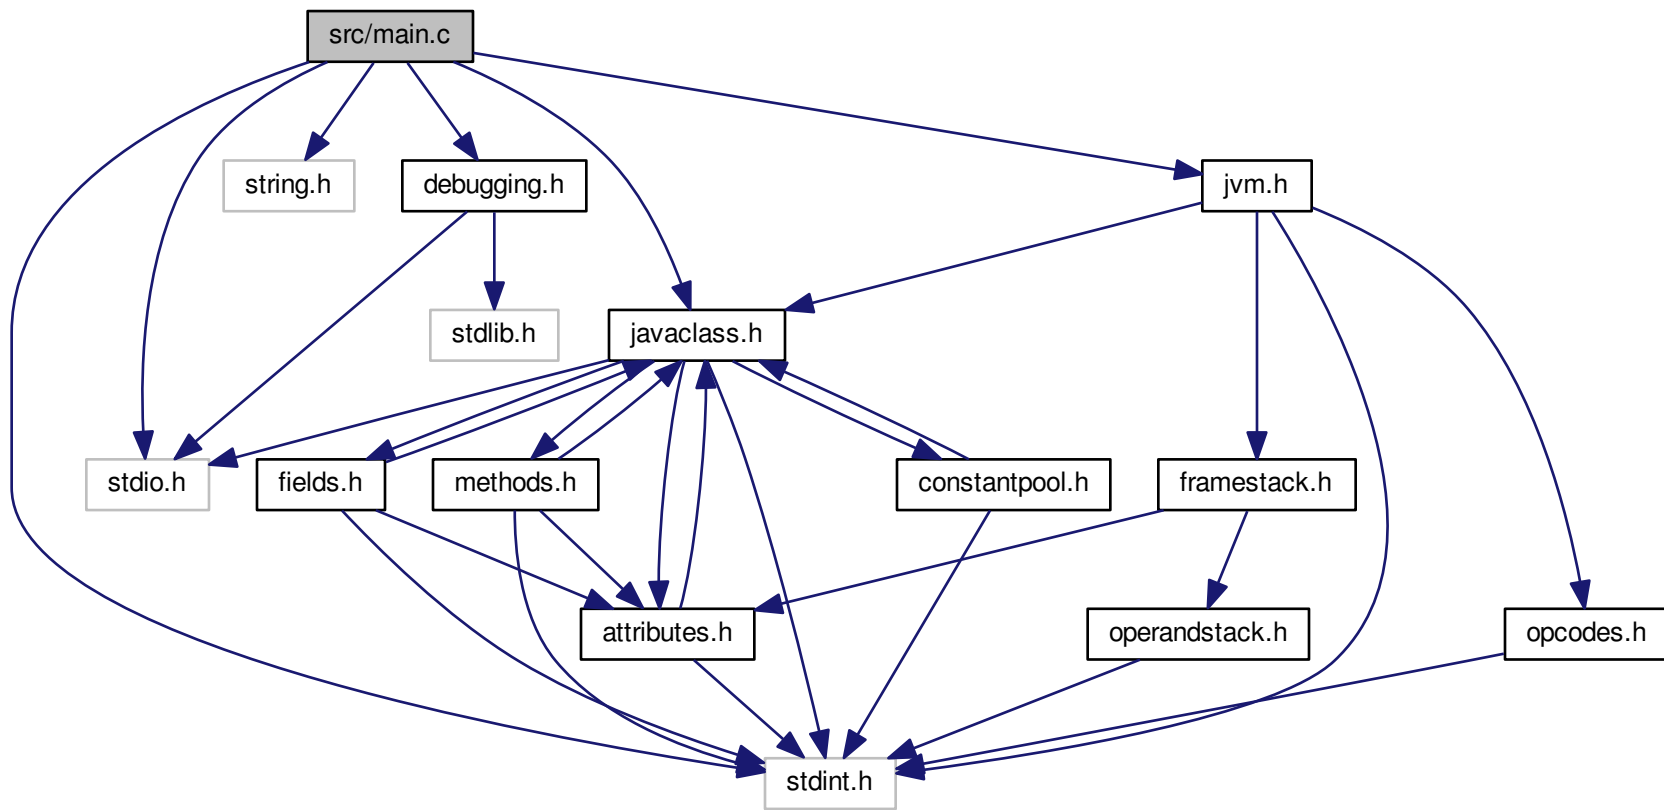 src/main.c
string.h
debugging.h
jvm.h
stdlib.h
javaclass.h
stdio.h
fields.h
methods.h
constantpool.h
framestack.h
attributes.h
operandstack.h
opcodes.h
stdint.h